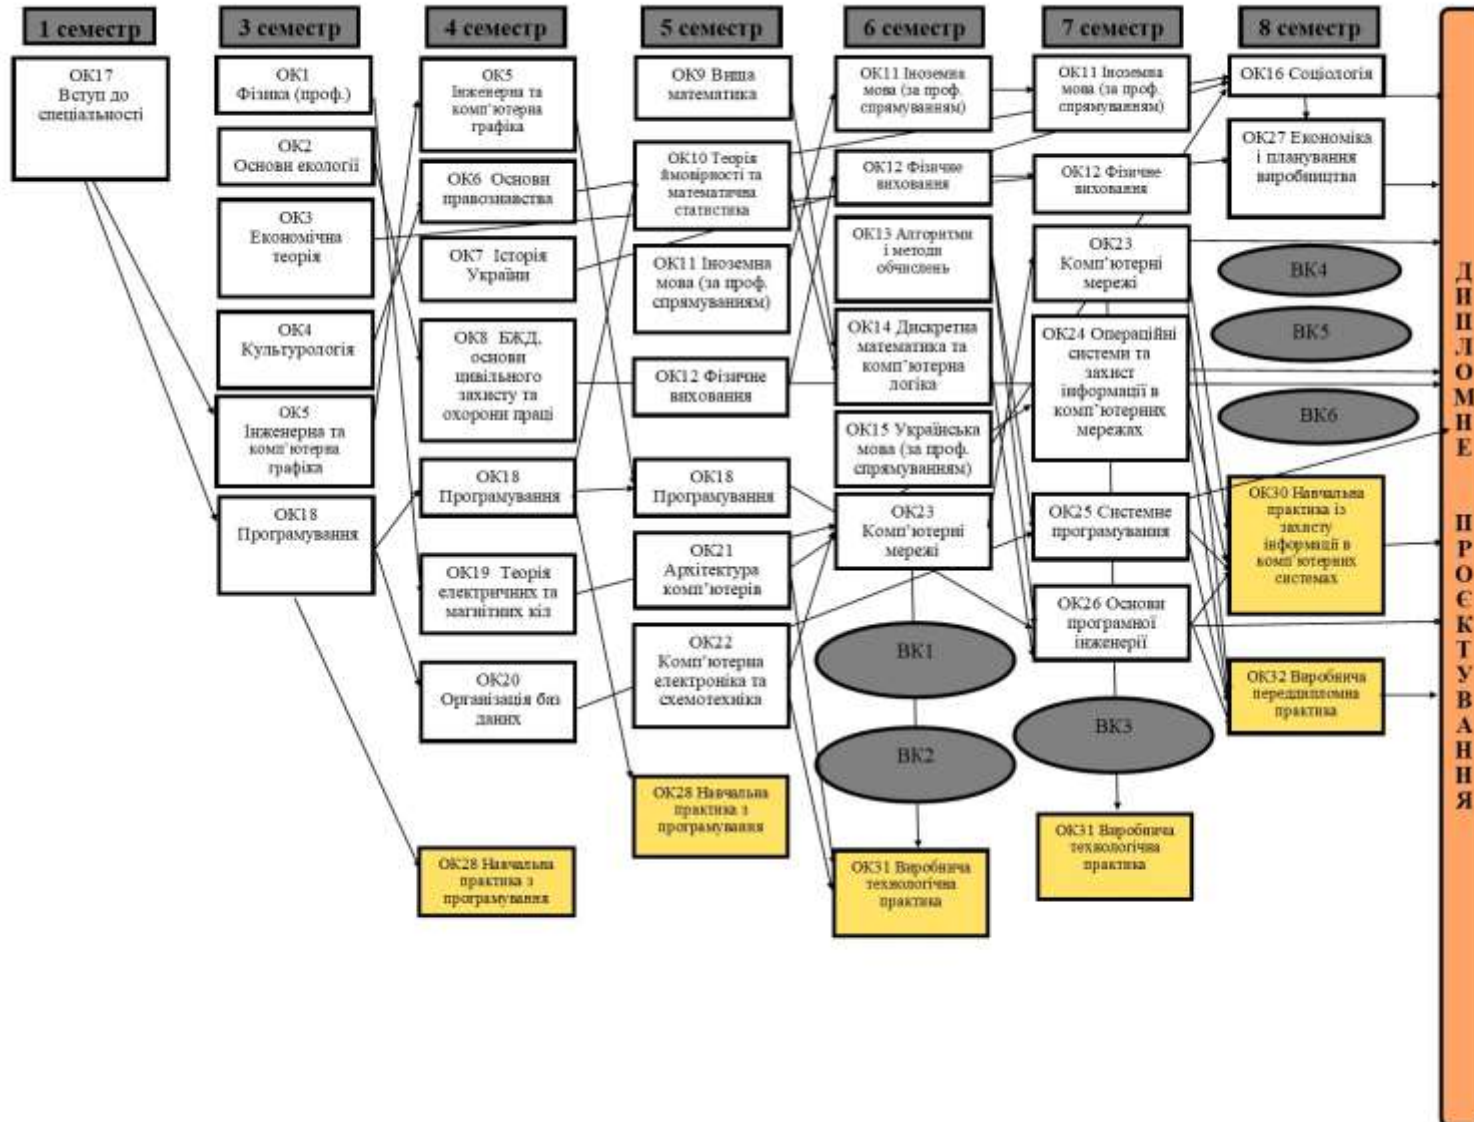 1 семестр
ОК17
Вступ до
спеціальності
3 семестр
ОК1
Фізика (проф.)
ОК2
Основи екології
ОК3
Економічна
теорія
ОК4
Культурологія
ОК5
Інженерна та
комп’ютерна
графіка
ОК18
Програмування
4 семестр
ОК5
Інженерна та
комп’ютерна
графіка
ОК6 Основи
правознавства
ОК7 Історія
України
ОК8 БЖД,
основи
цивільного
захисту та
охорони праці
ОК18
Програмування
ОК19 Теорія
електричних та
магнітних кіл
ОК20
Організація баз
даних
ОК28 Навчальна
практика з
програмування
5 семестр
ОК9 Вища
математика
ОК10 Теорія
ймовірності та
математична
статистика
ОК11 Іноземна
мова (за проф.
спрямуванням)
ОК12 Фізичне
виховання
ОК18
Програмування
ОК21
Архітектура
комп’ютерів
ОК22
Комп’ютерна
електроніка та
схемотехніка
ОК28 Навчальна
практика з
програмування
6 семестр
ОК11 Іноземна
мова (за проф.
спрямуванням)
ОК12 Фізичне
виховання
ОК13 Алгоритми
і методи
обчислень
ОК14 Дискретна
математика та
комп’ютерна
логіка
ОК15 Українська
мова (за проф.
спрямуванням)
ОК23
Комп’ютерні
мережі
ВК1
ВК2
ОК31 Виробнича
технологічна
практика
7 семестр
ОК11 Іноземна
мова (за проф.
спрямуванням)
ОК12 Фізичне
виховання
ОК23
Комп’ютерні
мережі
ОК24 Операційні
системи та
захист
інформації в
комп’ютерних
мережах
ОК25 Системне
програмування
ОК26 Основи
програмної
інженерії
ВК3
ОК31 Виробнича
технологічна
практика
8 семестр
ОК16 Соціологія
ОК27 Економіка
і планування
виробництва
ВК4
ВК5
ВК6
ОК30 Навчальна
практика із
захисту
інформації в
комп’ютерних
системах
ОК32 Виробнича
переддипломна
практика
ДИПЛОМНЕ ПРОЄКТУВАННЯ